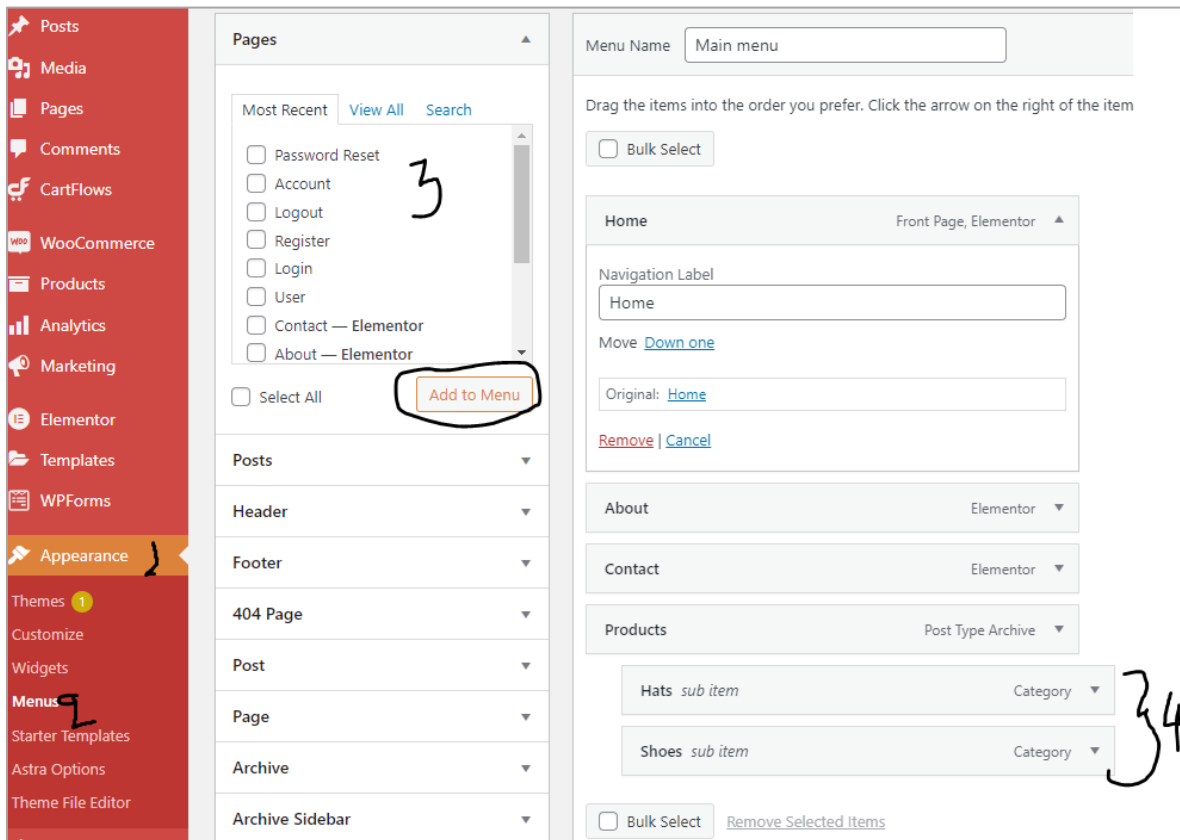 Posts
Media
Pages
Comments
CartFlows
WooCommerce
Products
Analytics
Marketing
Elementor
Templates
WPForms
Appearance 1
Themes 1
Customize
Widgets
Menus 2
Starter Templates
Astra Options
Theme File Editor
Pages
Most Recent View All Search
Password Reset
Account
Logout
Register
Login
User
Contact — Elementor
About — Elementor
3
Select All Add to Menu
Posts
Header
Footer
404 Page
Post
Page
Archive
Archive Sidebar
Menu Name Main menu
Drag the items into the order you prefer. Click the arrow on the right of the item
Bulk Select
Home Front Page, Elementor
Navigation Label
Home
Move Down one
Original: Home
Remove | Cancel
About Elementor
Contact Elementor
Products Post Type Archive
Hats sub item Category
Shoes sub item Category
4
Bulk Select Remove Selected Items